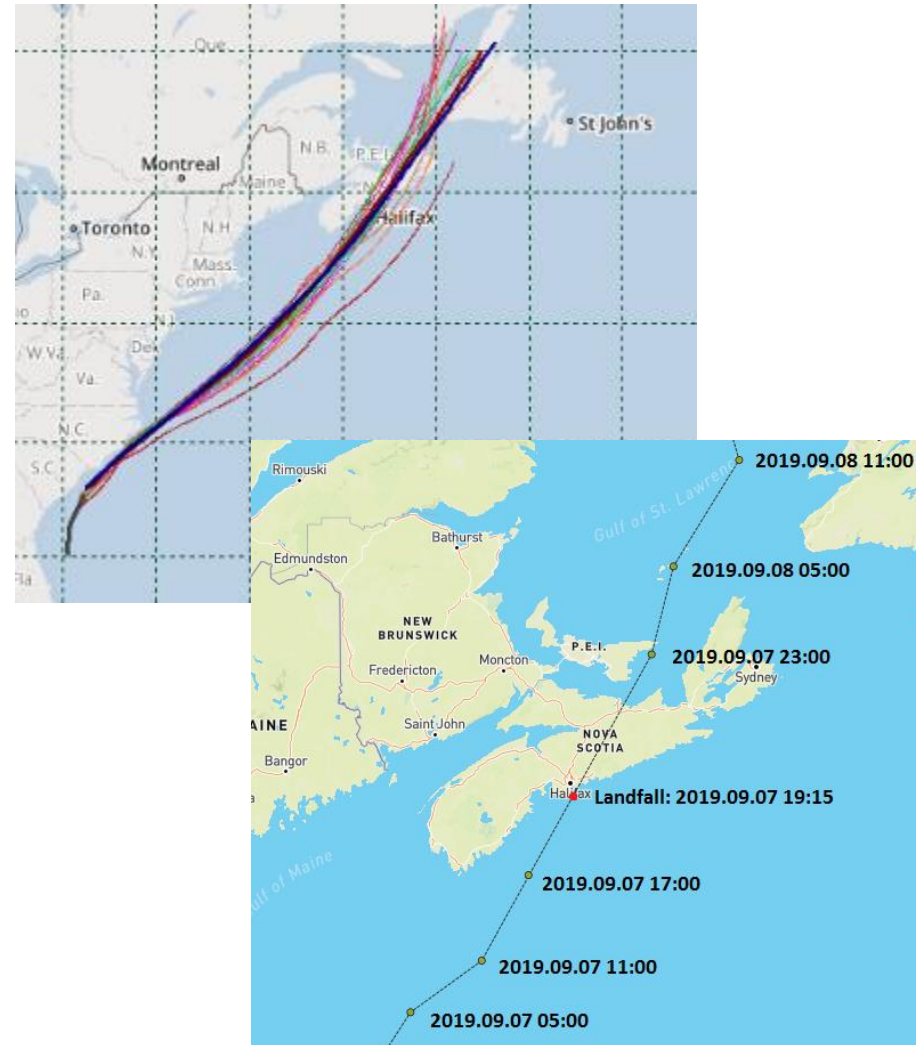 Que.
St John's
N.B.
P.E.I.
Montreal
Maine
Halifax
Toronto
N.H
N.Y.
Mass.
Conn.
Pa.
W.Va.
Del.
Va.
N.C.
S.C.
Fla
Rimouski
2019.09.08 11:00
Gulf of St. Lawrence
Bathurst
Edmundston
2019.09.08 05:00
NEW
BRUNSWICK
P.E.I.
2019.09.07 23:00
Moncton
Fredericton
Sydney
Saint John
AINE
NOVA
SCOTIA
Bangor
Halifax
Landfall: 2019.09.07 19:15
Gulf of Maine
2019.09.07 17:00
2019.09.07 11:00
2019.09.07 05:00